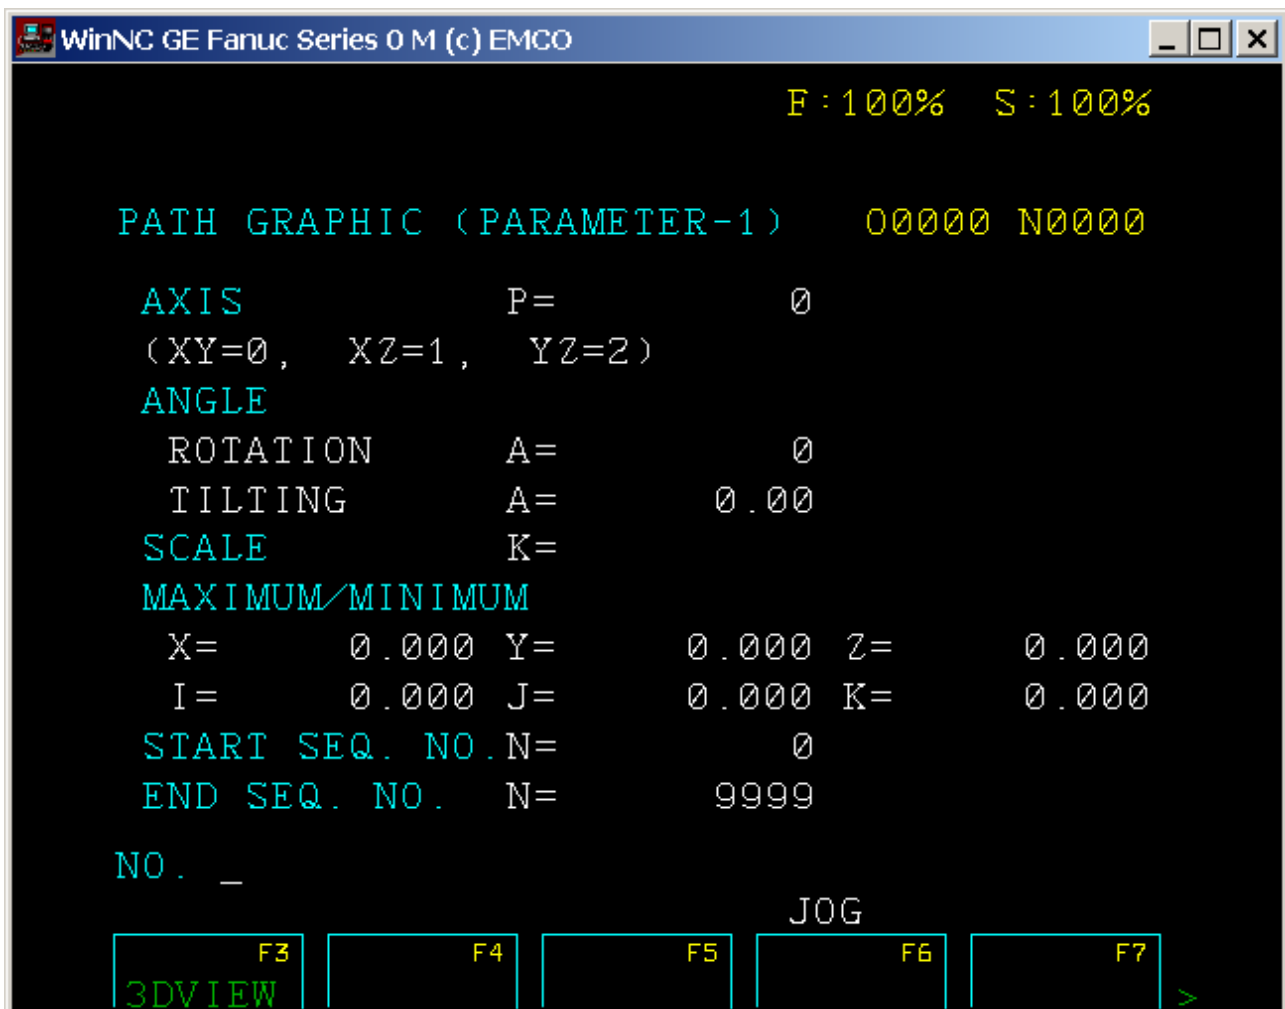 WinNC GE Fanuc Series 0 M (c) EMCO
F:100% S:100%
PATH GRAPHIC (PARAMETER-1) O0000 N0000
AXIS P= 0
(XY=0, XZ=1, YZ=2)
ANGLE
ROTATION A= 0
TILTING A= 0.00
SCALE K=
MAXIMUM/MINIMUM
X= 0.000 Y= 0.000 Z= 0.000
I= 0.000 J= 0.000 K= 0.000
START SEQ. NO. N= 0
END SEQ. NO. N= 9999
NO. _
JOG
F3 F4 F5 F6 F7
3DVIEW >